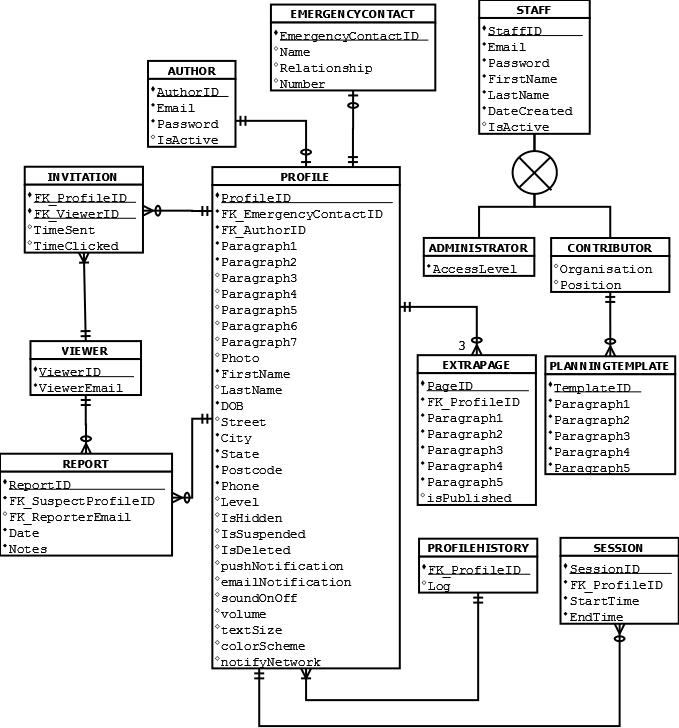 EMERGENCYCONTACT
EmergencyContactID
Name
Relationship
Number
STAFF
StaffID
Email
Password
FirstName
LastName
DateCreated
IsActive
AUTHOR
AuthorID
Email
Password
IsActive
INVITATION
FK_ProfileID
FK_ViewerID
TimeSent
TimeClicked
PROFILE
ProfileID
FK_EmergencyContactID
FK_AuthorID
Paragraph1
Paragraph2
Paragraph3
Paragraph4
Paragraph5
Paragraph6
Paragraph7
Photo
FirstName
LastName
DOB
Street
City
State
Postcode
Phone
Level
IsHidden
IsSuspended
IsDeleted
pushNotification
emailNotification
soundOnOff
volume
textSize
colorScheme
notifyNetwork
ADMINISTRATOR
AccessLevel
CONTRIBUTOR
Organisation
Position
VIEWER
ViewerID
ViewerEmail
3
EXTRAPAGE
PageID
FK_ProfileID
Paragraph1
Paragraph2
Paragraph3
Paragraph4
Paragraph5
isPublished
PLANNINGTEMPLATE
TemplateID
Paragraph1
Paragraph2
Paragraph3
Paragraph4
Paragraph5
REPORT
ReportID
FK_SuspectProfileID
FK_ReporterEmail
Date
Notes
PROFILEHISTORY
FK_ProfileID
Log
SESSION
SessionID
FK_ProfileID
StartTime
EndTime